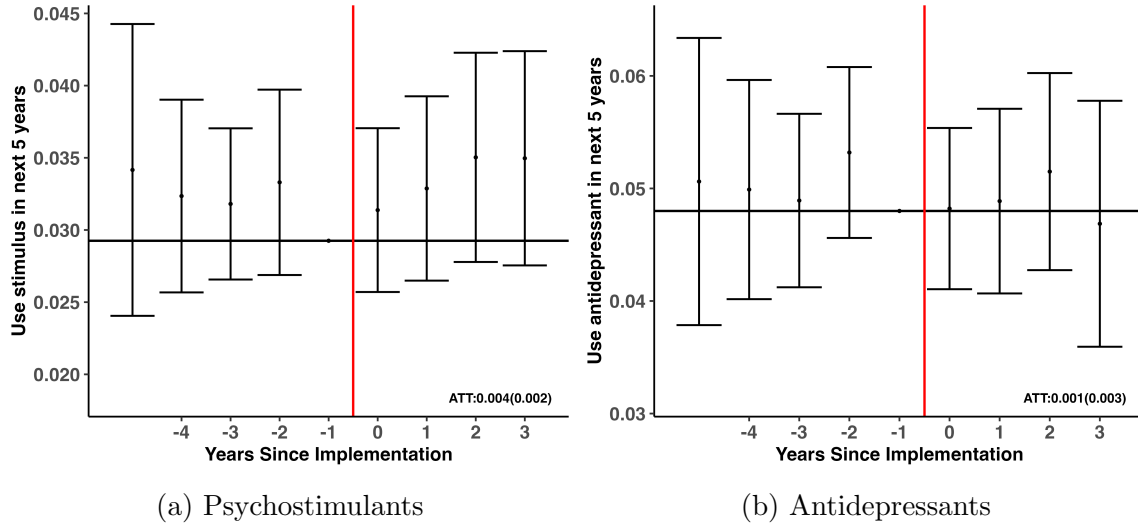 Use stimulus in next 5 years
0.045
0.040
0.035
0.030
0.025
0.020
ATT:0.004(0.002)
-4 -3 -2 -1 0 1 2 3
Years Since Implementation
(a) Psychostimulants
Use antidepressant in next 5 years
0.06
0.05
0.04
0.03
ATT:0.001(0.003)
-4 -3 -2 -1 0 1 2 3
Years Since Implementation
(b) Antidepressants